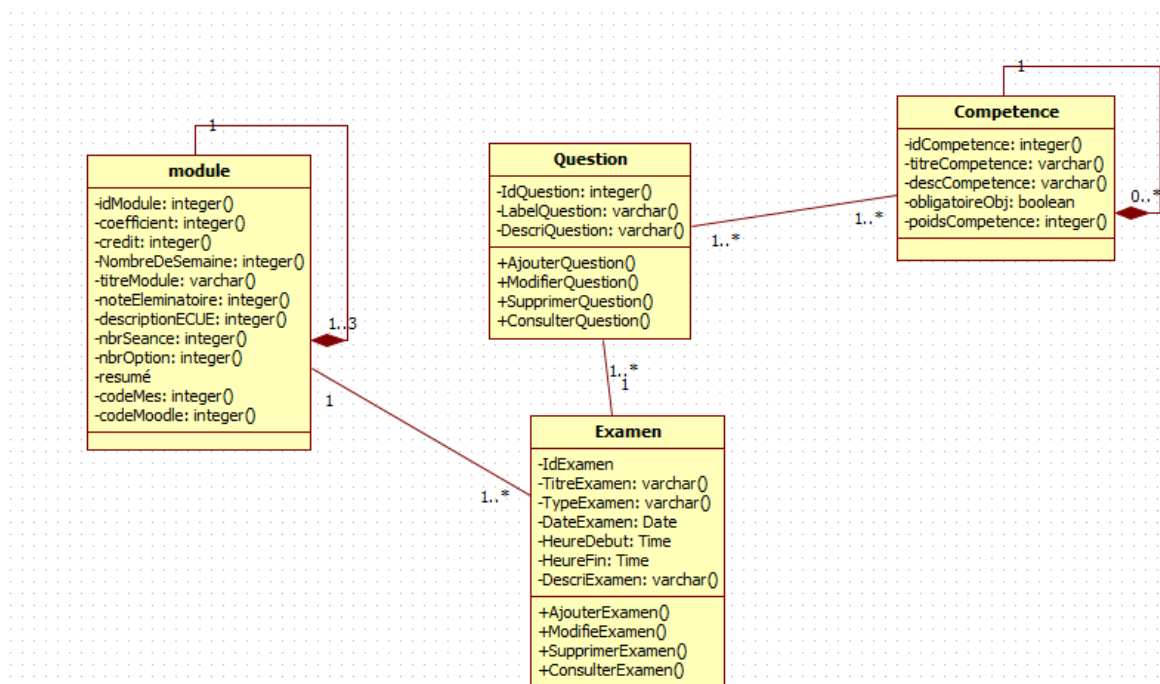 1
module
-idModule: integer()
-coefficient: integer()
-credit: integer()
-NombreDeSemaine: integer()
-titreModule: varchar()
-noteEleminatoire: integer()
-descriptionECUE: integer()
-nbrSeance: integer()
-nbrOption: integer()
-resumé
-codeMes: integer()
-codeMoodle: integer()
1..3
1
1..*
Question
-IdQuestion: integer()
-LabelQuestion: varchar()
-DescriQuestion: varchar()
+AjouterQuestion()
+ModifierQuestion()
+SupprimerQuestion()
+ConsulterQuestion()
1..*
1..*
1..*
1
Competence
-idCompetence: integer()
-titreCompetence: varchar()
-descCompetence: varchar()
-obligatoireObj: boolean
-poidsCompetence: integer()
1
0..*
Examen
-IdExamen
-TitreExamen: varchar()
-TypeExamen: varchar()
-DateExamen: Date
-HeureDebut: Time
-HeureFin: Time
-DescriExamen: varchar()
+AjouterExamen()
+ModifieExamen()
+SupprimerExamen()
+ConsulterExamen()